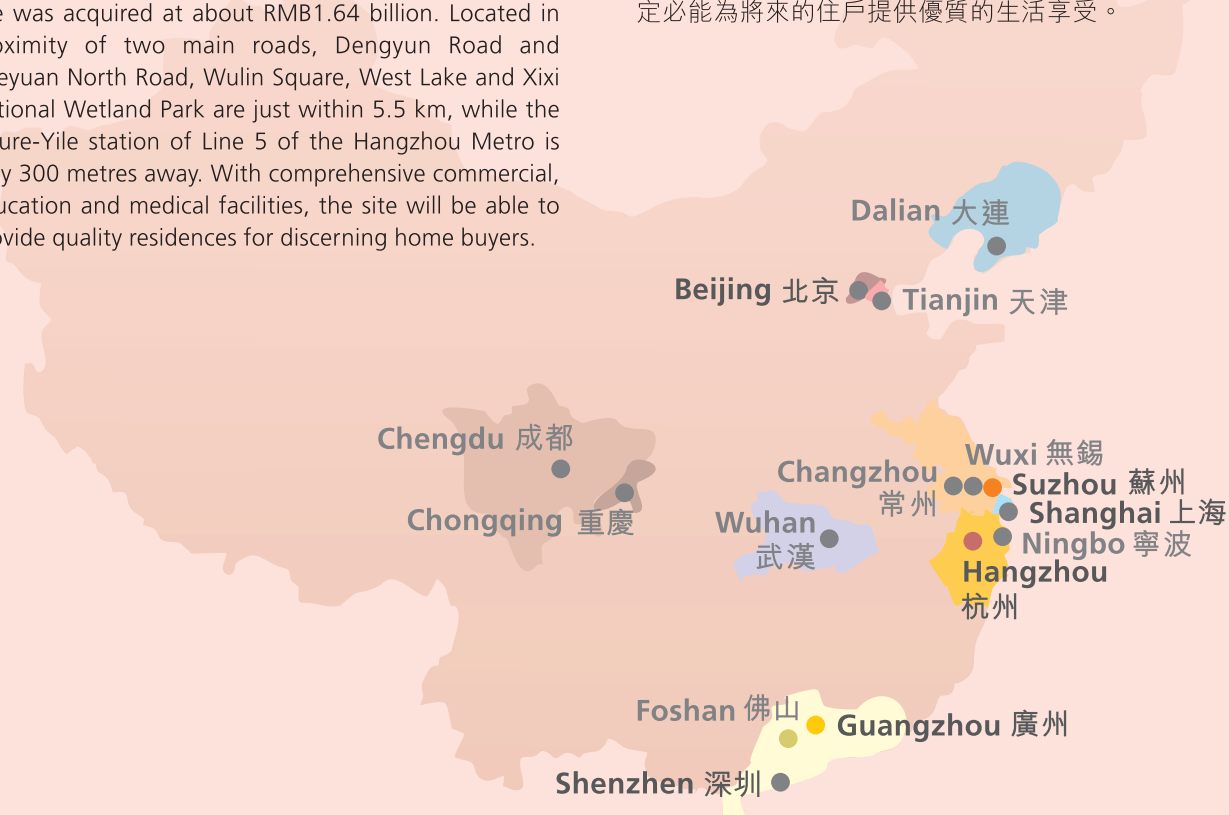 e was acquired at about RMB1.64 billion. Located in
oximity of two main roads, Dengyun Road and
eyuan North Road, Wulin Square, West Lake and Xixi
tional Wetland Park are just within 5.5 km, while the
ure-Yile station of Line 5 of the Hangzhou Metro is
y 300 metres away. With comprehensive commercial,
ucation and medical facilities, the site will be able to
ovide quality residences for discerning home buyers.
定必能為將來的住戶提供優質的生活享受。
Dalian 大連
Beijing 北京
Tianjin 天津
Chengdu 成都
Chongqing 重慶
Wuxi 無錫
Changzhou
常州
Suzhou 蘇州
Shanghai 上海
Wuhan
武漢
Ningbo 寧波
Hangzhou
杭州
Foshan 佛山
Guangzhou 廣州
Shenzhen 深圳